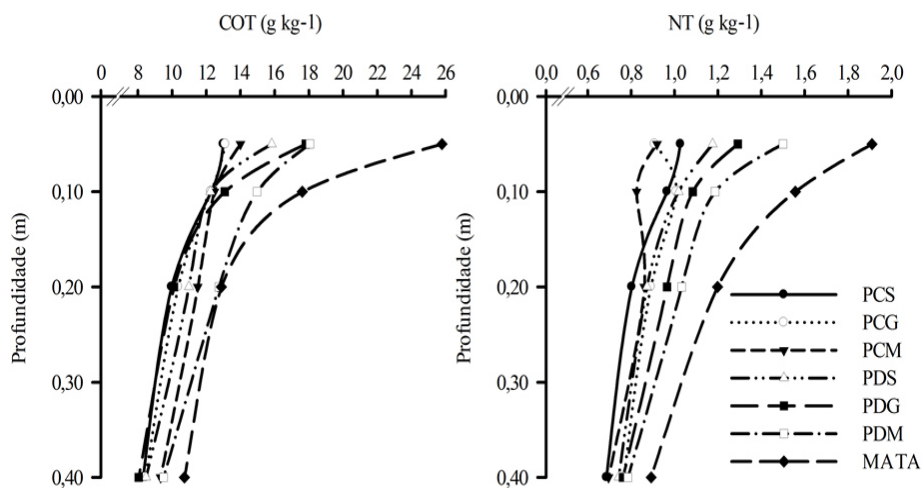 COT (g kg-1)
0 8 10 12 14 16 18 20 22 24 26
0,00
0,10
0,20
0,30
0,40
Profundidade (m)
NT (g kg-1)
0,0 0,6 0,8 1,0 1,2 1,4 1,6 1,8 2,0
0,00
0,10
0,20
0,30
0,40
Profundidade (m)
PCS
PCG
PCM
PDS
PDG
PDM
MATA